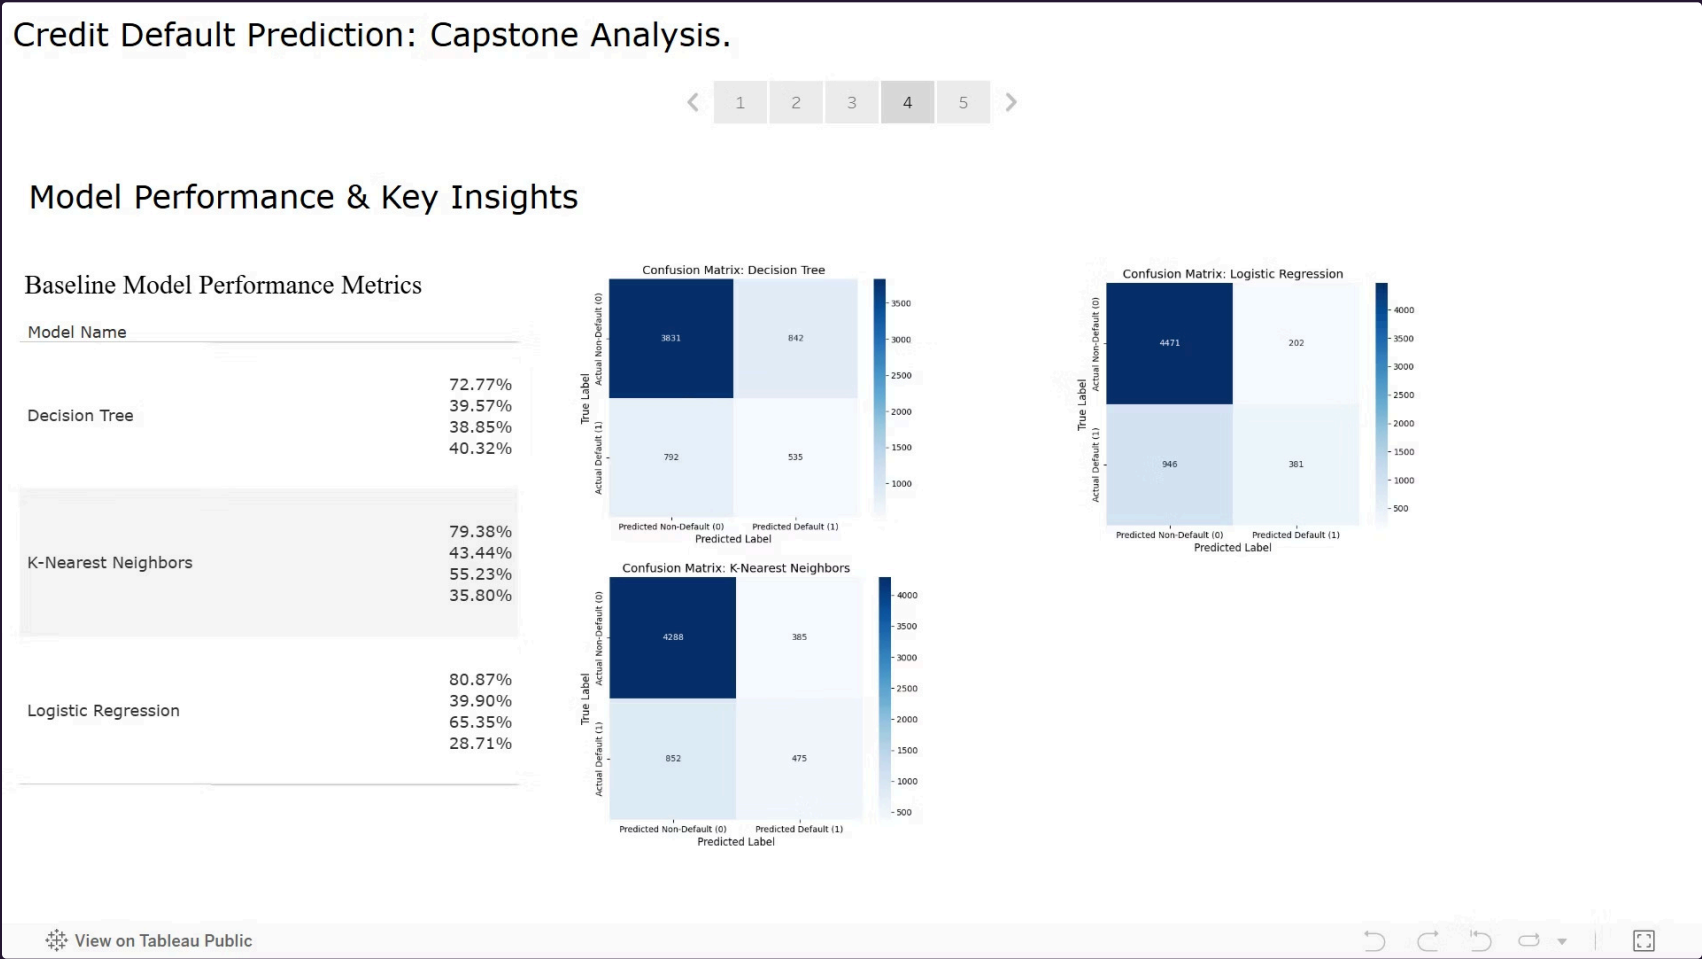 Credit Default Prediction: Capstone Analysis.
1 2 3 4 5
Model Performance & Key Insights
Baseline Model Performance Metrics
Model Name
Decision Tree
72.77%
39.57%
38.85%
40.32%
K-Nearest Neighbors
79.38%
43.44%
55.23%
35.80%
Logistic Regression
80.87%
39.90%
65.35%
28.71%
Confusion Matrix: Decision Tree
True Label
Actual Non-Default (0)
Actual Default (1)
3831 842
792 535
Predicted Non-Default (0) Predicted Default (1)
Predicted Label
3500
3000
2500
2000
1500
1000
Confusion Matrix: K-Nearest Neighbors
True Label
Actual Non-Default (0)
Actual Default (1)
4288 385
852 475
Predicted Non-Default (0) Predicted Default (1)
Predicted Label
4000
3500
3000
2500
2000
1500
1000
500
Confusion Matrix: Logistic Regression
True Label
Actual Non-Default (0)
Actual Default (1)
4471 202
946 381
Predicted Non-Default (0) Predicted Default (1)
Predicted Label
4000
3500
3000
2500
2000
1500
1000
500
View on Tableau Public